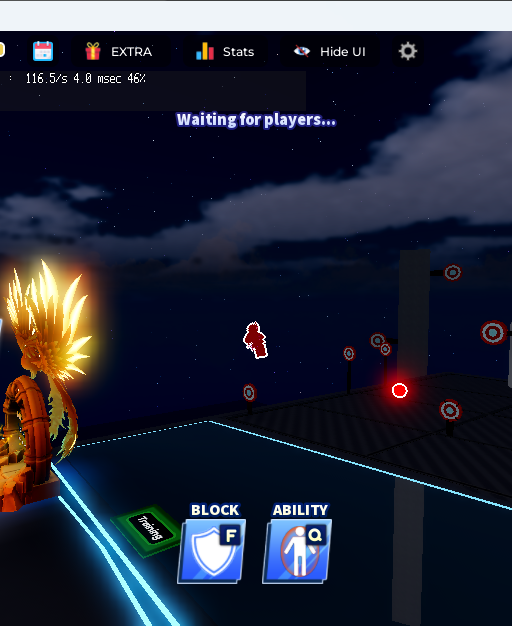 EXTRA
Stats
Hide UI
: 116.5/s 4.0 msec 46%
Waiting for players...
BLOCK
ABILITY
F
Q
Training